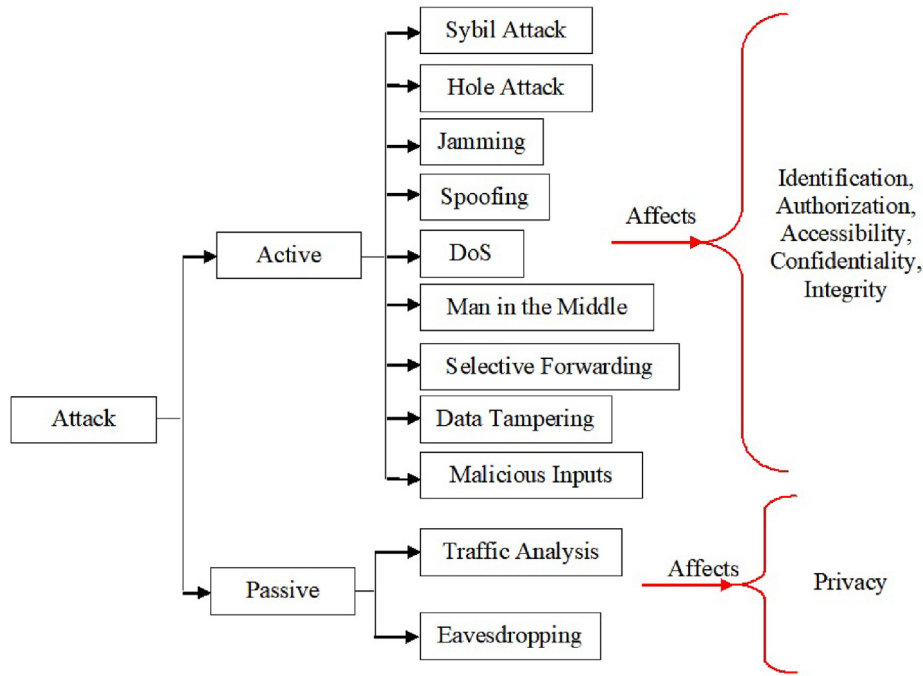 Sybil Attack
Hole Attack
Jamming
Spoofing
DoS
Man in the Middle
Selective Forwarding
Data Tampering
Malicious Inputs
Active
Attack
Passive
Traffic Analysis
Eavesdropping
Affects
Identification,
Authorization,
Accessibility,
Confidentiality,
Integrity
Affects
Privacy